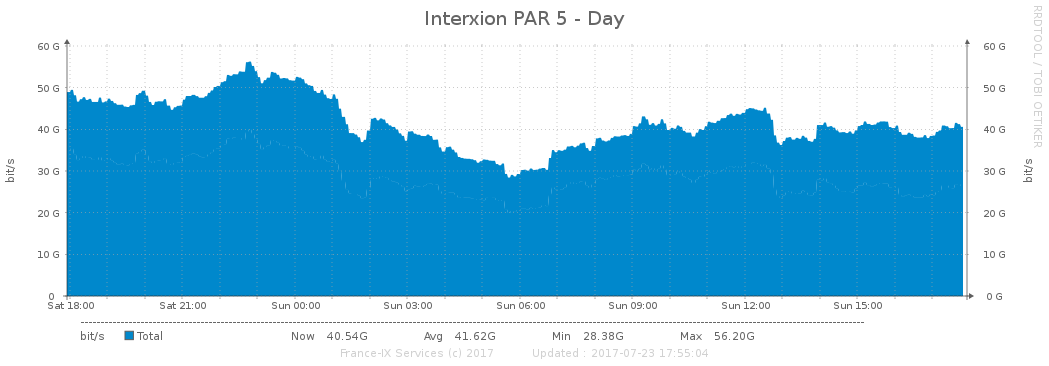 Interxion PAR 5 - Day
RRDTOOL / TOBI OETIKER
60 G 60 G
50 G 50 G
40 G 40 G
30 G 30 G
20 G 20 G
10 G 10 G
0 0 G
bit/s bit/s
Sat 18:00 Sat 21:00 Sun 00:00 Sun 03:00 Sun 06:00 Sun 09:00 Sun 12:00 Sun 15:00
bit/s Total Now 40.54G Avg 41.62G Min 28.38G Max 56.20G
France-IX Services (c) 2017 Updated : 2017-07-23 17:55:04